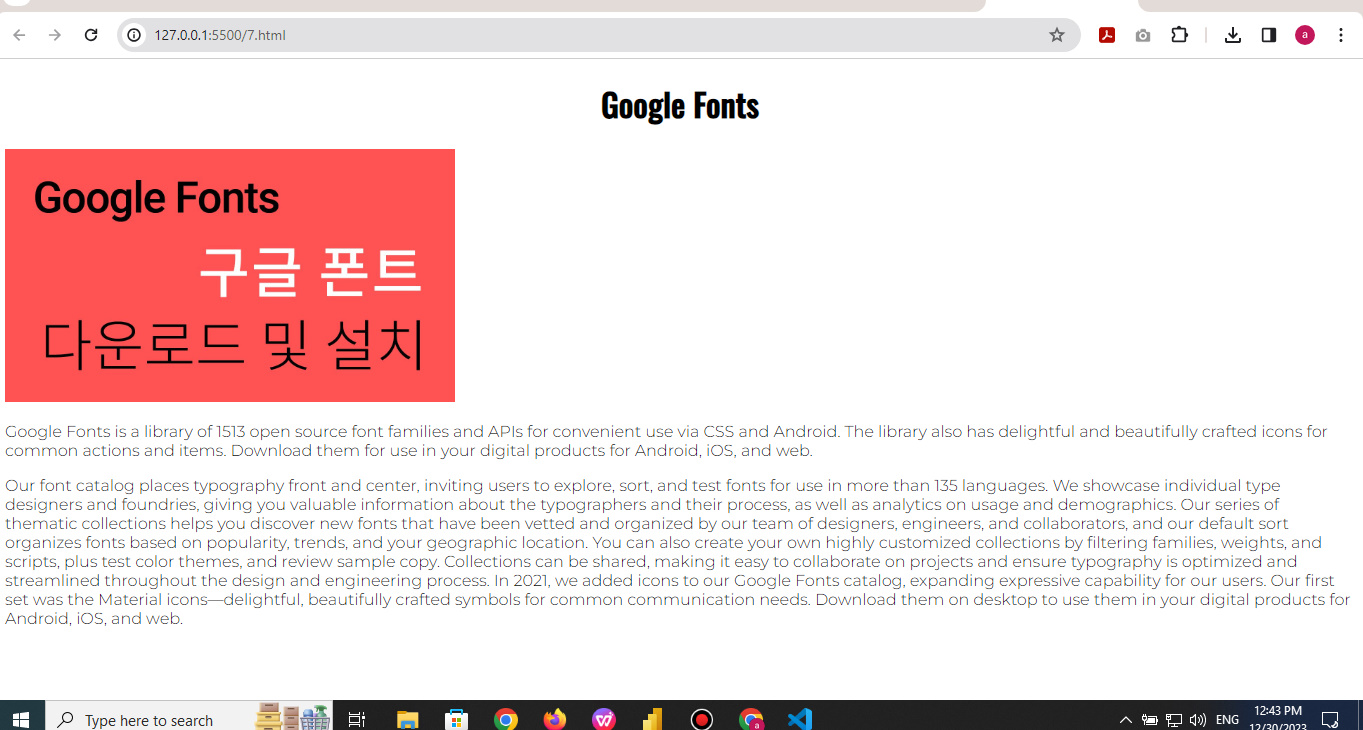 127.0.0.1:5500/7.html
a
Google Fonts
Google Fonts
구글 폰트
다운로드 및 설치
Google Fonts is a library of 1513 open source font families and APIs for convenient use via CSS and Android. The library also has delightful and beautifully crafted icons for
common actions and items. Download them for use in your digital products for Android, iOS, and web.
Our font catalog places typography front and center, inviting users to explore, sort, and test fonts for use in more than 135 languages. We showcase individual type
designers and foundries, giving you valuable information about the typographers and their process, as well as analytics on usage and demographics. Our series of
thematic collections helps you discover new fonts that have been vetted and organized by our team of designers, engineers, and collaborators, and our default sort
organizes fonts based on popularity, trends, and your geographic location. You can also create your own highly customized collections by filtering families, weights, and
scripts, plus test color themes, and review sample copy. Collections can be shared, making it easy to collaborate on projects and ensure typography is optimized and
streamlined throughout the design and engineering process. In 2021, we added icons to our Google Fonts catalog, expanding expressive capability for our users. Our first
set was the Material icons—delightful, beautifully crafted symbols for common communication needs. Download them on desktop to use them in your digital products for
Android, iOS, and web.
Type here to search
ENG
12:43 PM
12/30/2023